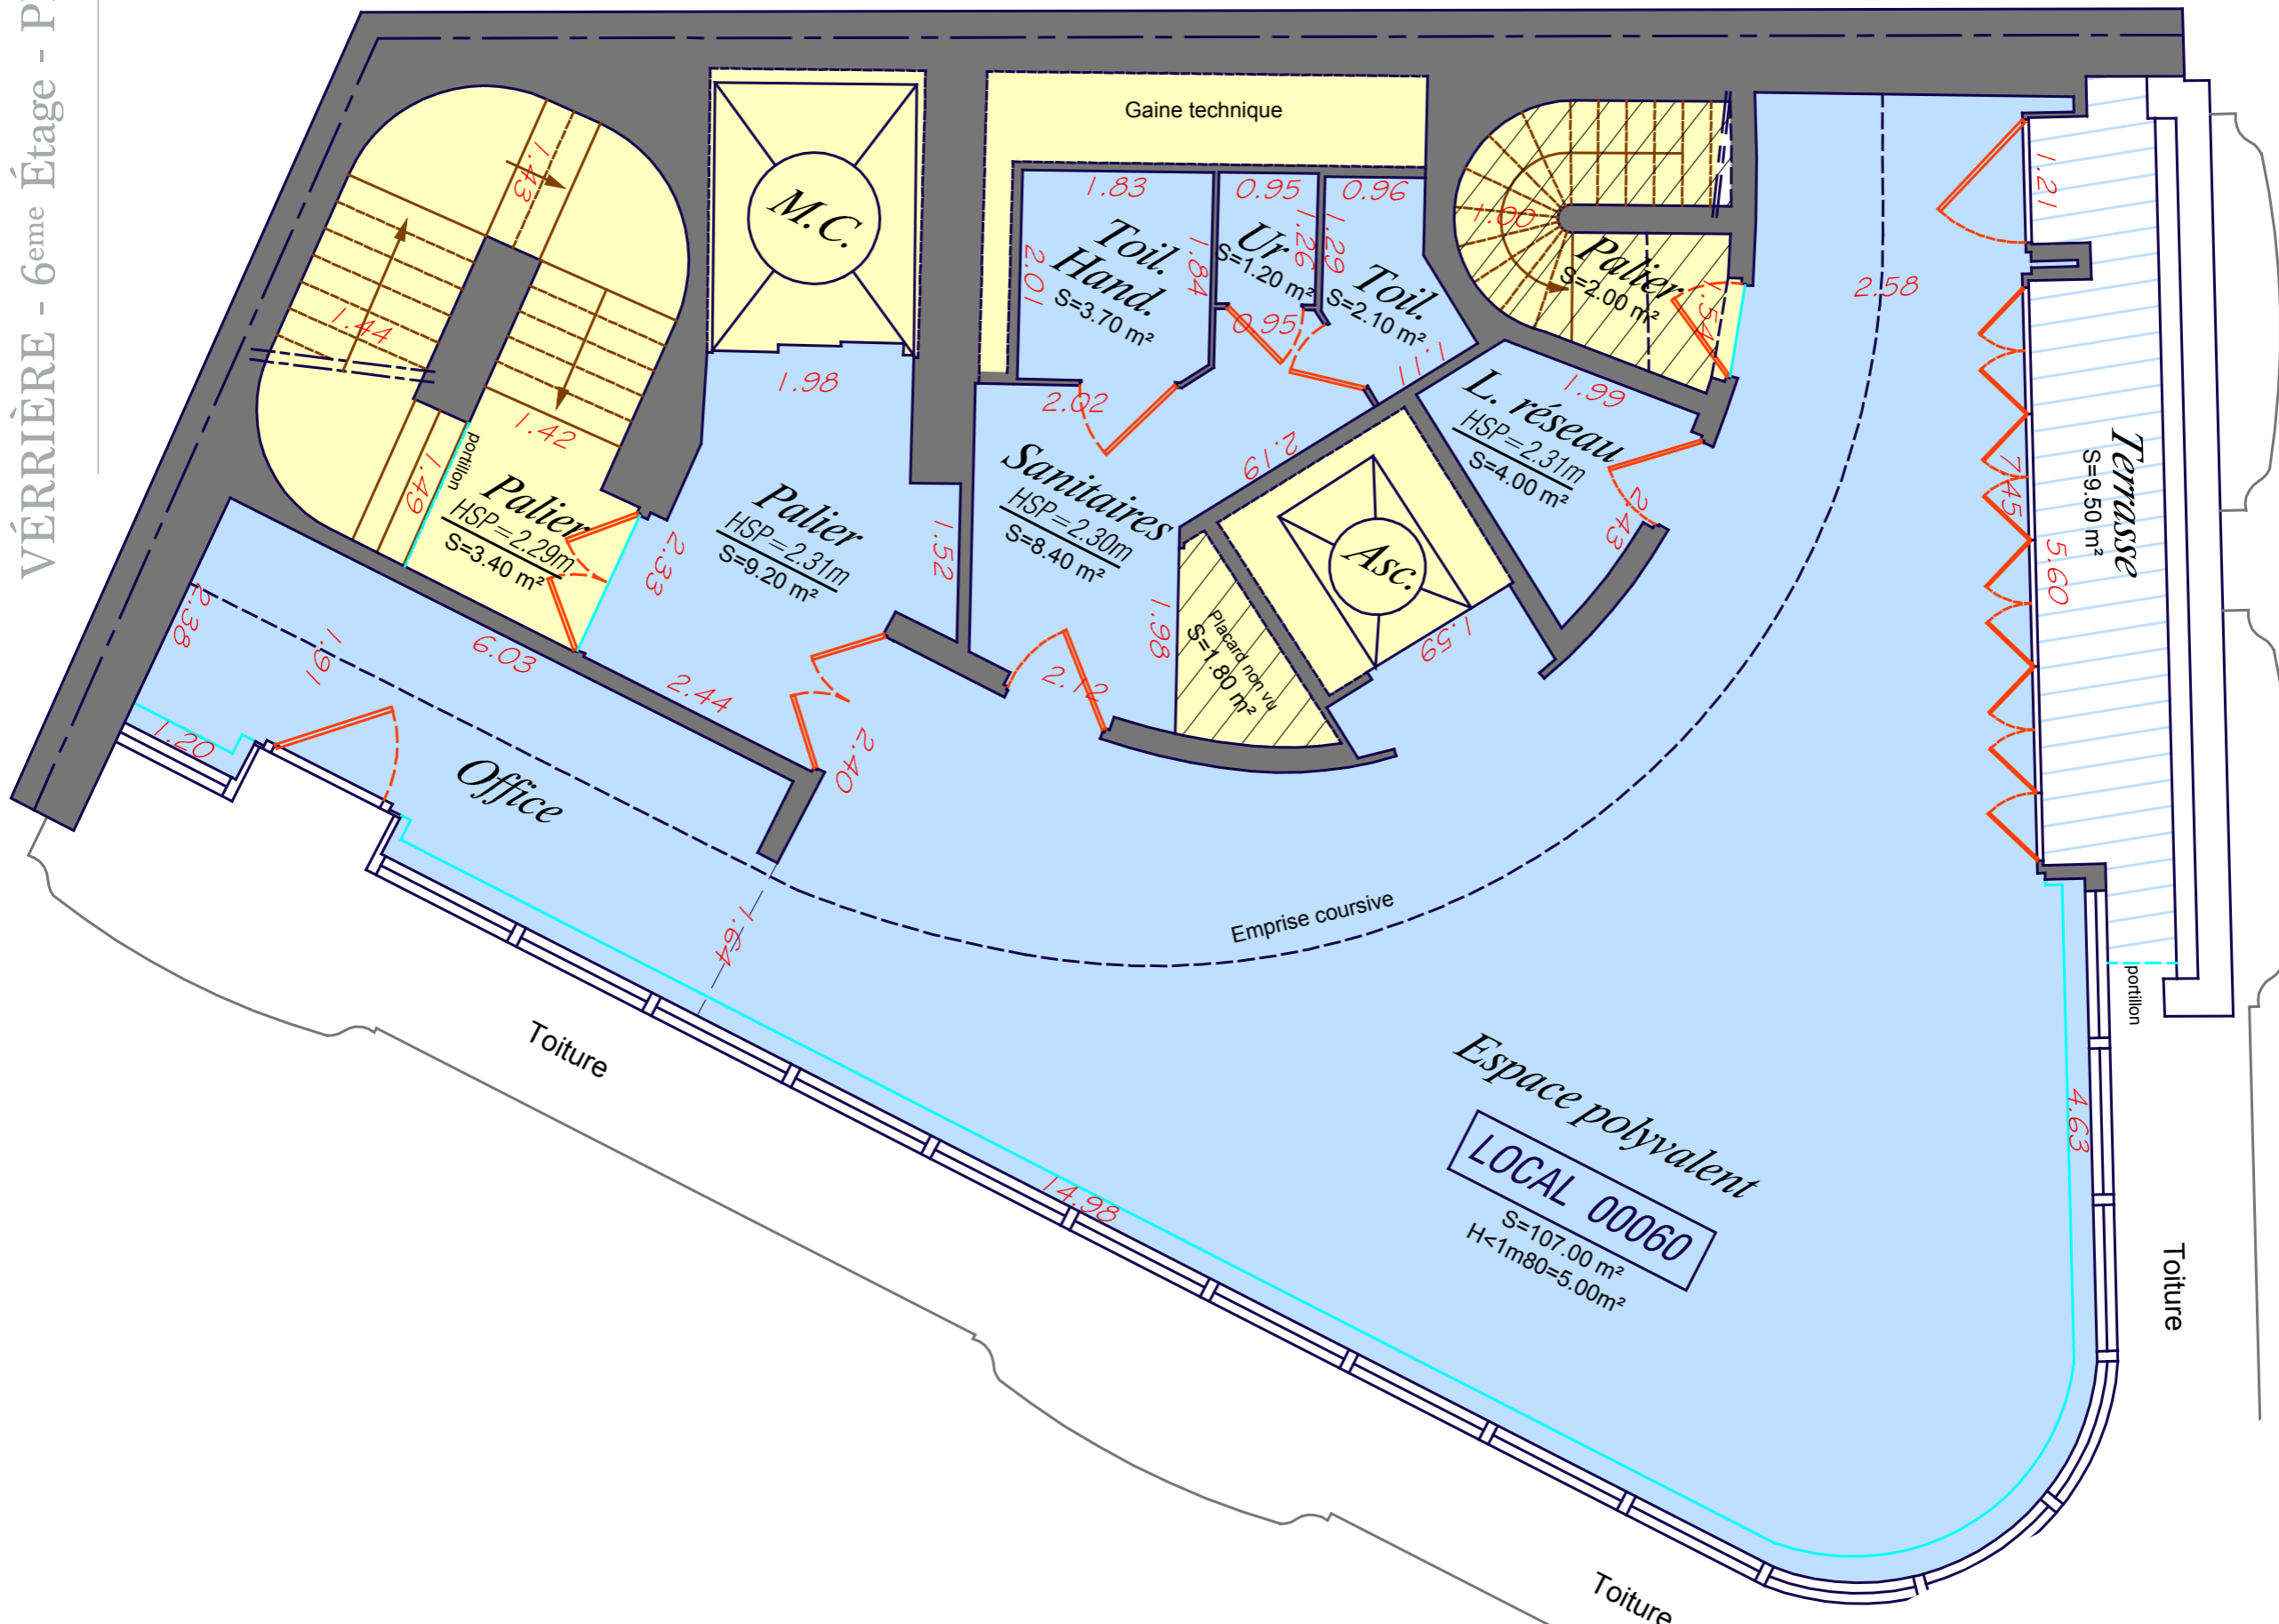 VÉRRIÈRE - 6eme Étage - P
Gaine technique
M.C.
1.43
1.44
1.42
1.49
portillon
Palier
HSP=2.29m
S=3.40 m²
1.98
Palier
HSP=2.31m
S=9.20 m²
2.33
1.52
1.83
Toil.
Hand.
S=3.70 m²
2.01
1.84
2.02
0.95
Ur
S=1.20 m²
1.26
0.95
0.96
1.29
Toil.
S=2.10 m²
1.11
1.00
Palier
S=2.00 m²
1.54
L. réseau
HSP=2.31m
S=4.00 m²
1.99
2.43
Sanitaires
HSP=2.30m
S=8.40 m²
2.19
1.98
2.12
Placard non vu
S=1.80 m²
Asc.
1.59
2.58
1.21
7.45
5.60
Terrasse
S=9.50 m²
portillon
2.38
1.91
6.03
2.44
2.40
1.20
Office
1.64
Emprise coursive
14.98
4.63
Espace polyvalent
LOCAL 00060
S=107.00 m²
H<1m80=5.00m²
Toiture
Toiture
Toiture